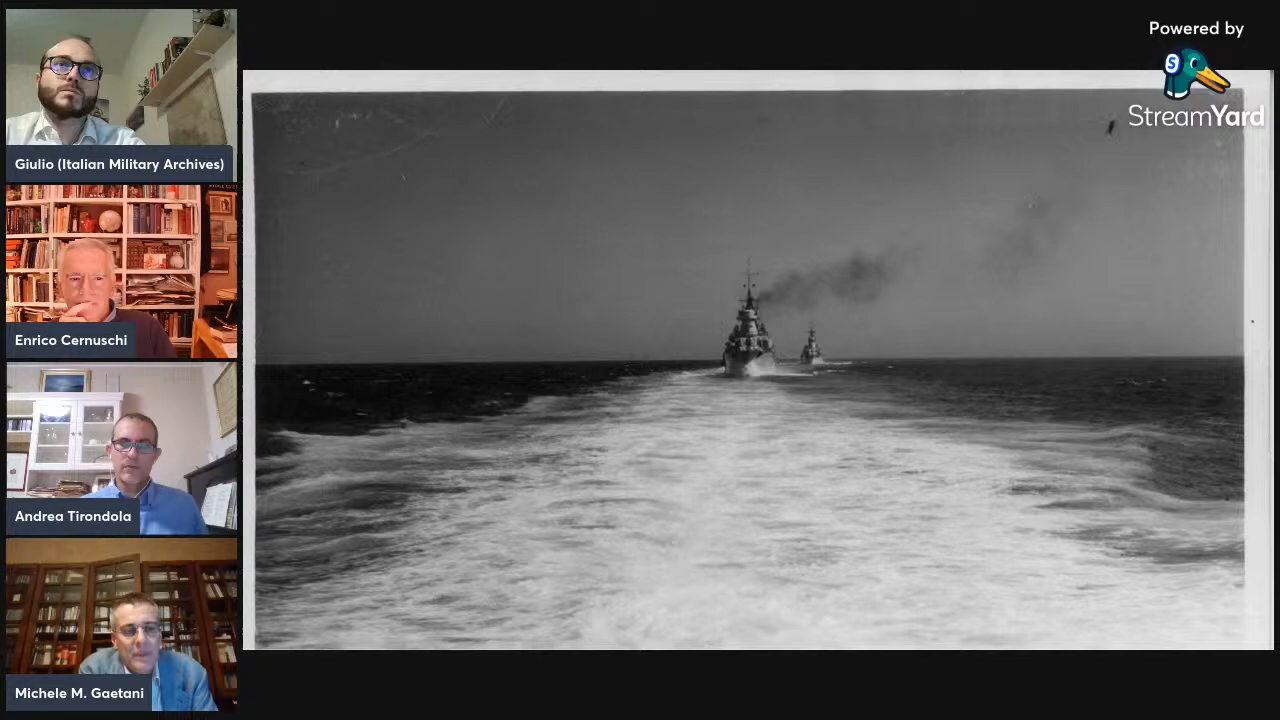 Powered by
StreamYard
Giulio (Italian Military Archives)
Enrico Cernuschi
Andrea Tirondola
Michele M. Gaetani